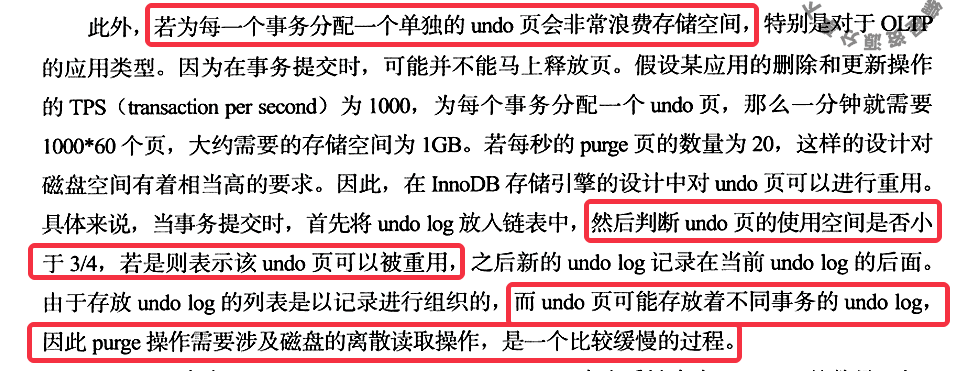 此外，若为每一个事务分配一个单独的 undo 页会非常浪费存储空间，特别是对于 OLTP
的应用类型。因为在事务提交时，可能并不能马上释放页。假设某应用的删除和更新操作
的 TPS（transaction per second）为 1000，为每个事务分配一个 undo 页，那么一分钟就需要
1000*60 个页，大约需要的存储空间为 1GB。若每秒的 purge 页的数量为 20，这样的设计对
磁盘空间有着相当高的要求。因此，在 InnoDB 存储引擎的设计中对 undo 页可以进行重用。
具体来说，当事务提交时，首先将 undo log 放入链表中，然后判断 undo 页的使用空间是否小
于 3/4，若是则表示该 undo 页可以被重用，之后新的 undo log 记录在当前 undo log 的后面。
由于存放 undo log 的列表是以记录进行组织的，而 undo 页可能存放着不同事务的 undo log，
因此 purge 操作需要涉及磁盘的离散读取操作，是一个比较缓慢的过程。